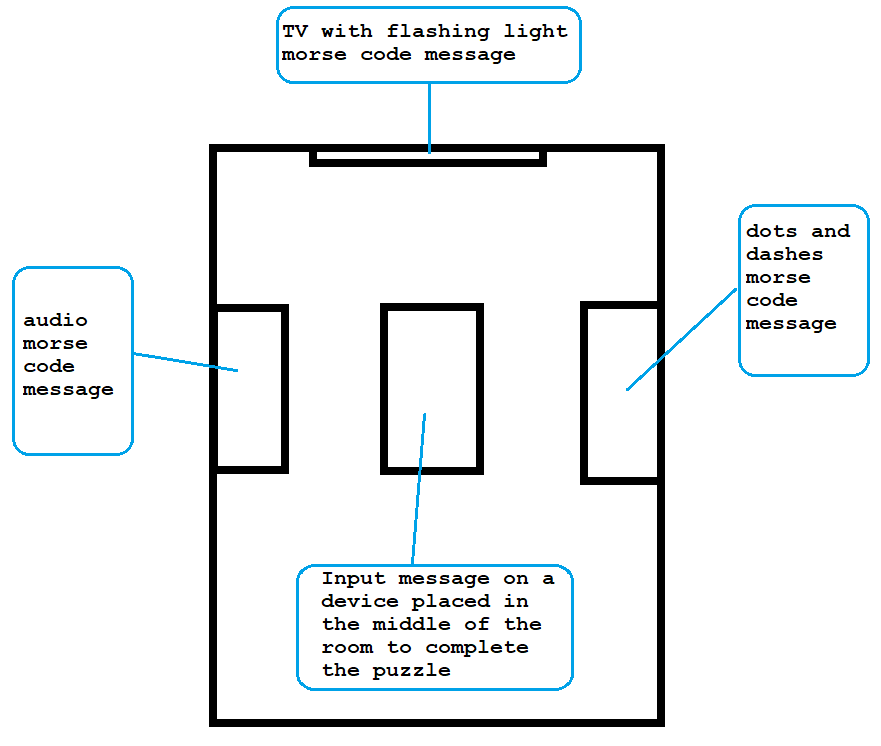 TV with flashing light
morse code message
dots and
dashes
morse
code
message
audio
morse
code
message
Input message on a
device placed in
the middle of the
room to complete
the puzzle